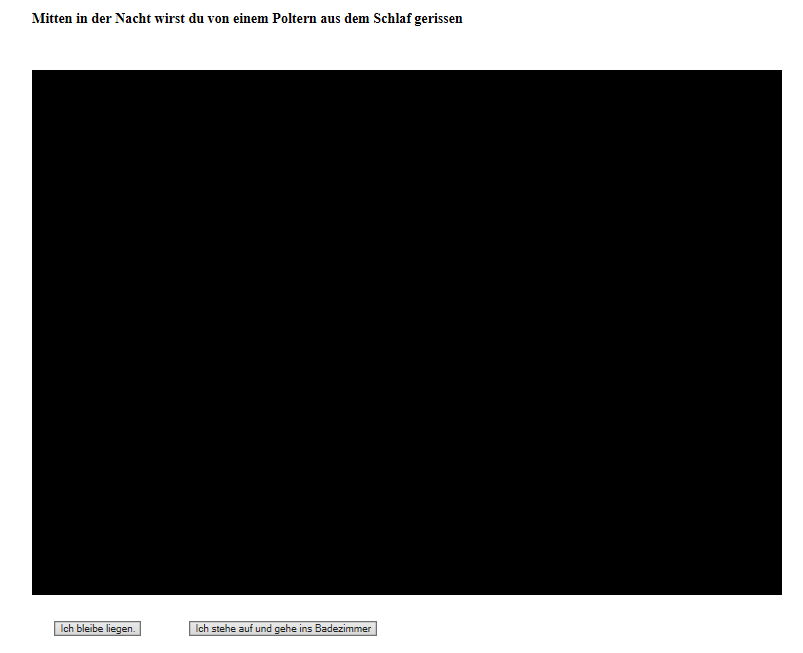 Mitten in der Nacht wirst du von einem Poltern aus dem Schlaf gerissen
Ich bleibe liegen. Ich stehe auf und gehe ins Badezimmer